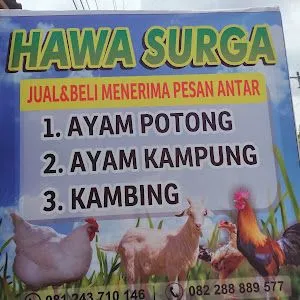 HAWA SURGA
JUAL&BELI MENERIMA PESAN ANTAR
1. AYAM POTONG
2. AYAM KAMPUNG
3. KAMBING
081 243 710 146
082 288 889 577